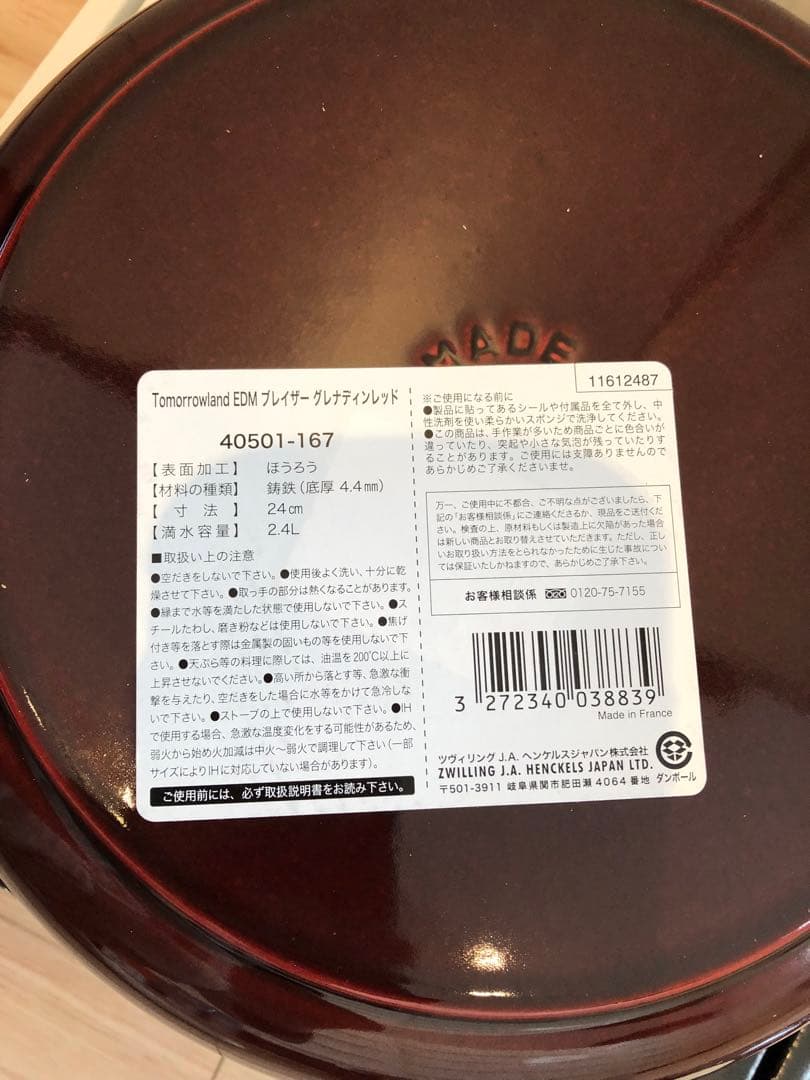 MADE
Tomorrowland EDM ブレイザー グレナディンレッド
40501-167
【表面加工】 ほうろう
【材料の種類】 鋳鉄(底厚 4.4㎜)
【寸法】 24㎝
【満水容量】 2.4L
■取扱い上の注意
●空だきをしないで下さい。●使用後よく洗い、十分に乾
燥させて下さい。●取っ手の部分は熱くなることがあります。
●縁まで水等を満たした状態で使用しないで下さい。●ス
チールたわし、磨き粉などは使用しないで下さい。●焦げ
付き等を落とす際は金属製の固いもの等を使用しないで下
さい。●天ぷら等の料理に際しては、油温を200℃以上に
上昇させないでください。●高い所から落とす等、急激な衝
撃を与えたり、空だきをした場合に水等をかけて急冷しな
いで下さい。●ストーブの上で使用しないで下さい。●IH
で使用する場合、急激な温度変化をする可能性があるため、
弱火から始め火加減は中火〜弱火で調理して下さい(一部
サイズによりIHに対応していない場合があります)。
ご使用前には、必ず取扱説明書をお読み下さい。
11612487
※ご使用になる前に
●製品に貼ってあるシールや付属品を全て外し、中
性洗剤を使い柔らかいスポンジで洗浄してください。
●この商品は、手作業が多いため商品ごとに色合いが
違っていたり、突起や小さな気泡が残っていたりす
ることがあります。ご使用には支障ありませんので
あらかじめご了承くださいませ。
万一、ご使用中に不都合、ご不明な点がございましたら、下
記の「お客様相談係」にご連絡くださるか、現品をご送付くださ
い。検査の上、原材料もしくは製造上に欠陥があった場合
は新しい商品とお取り替えさせていただきます。ただし、正し
いお取り扱い方法をとられなかったために生じた事故につい
ては保証いたしかねますので、あらかじめご了承下さい。
お客様相談係 0120-75-7155
3 272340 038839
Made in France
ツヴィリング J.A. ヘンケルスジャパン株式会社
ZWILLING J.A. HENCKELS JAPAN LTD.
〒501-3911 岐阜県関市肥田瀬 4064 番地
ダンボール